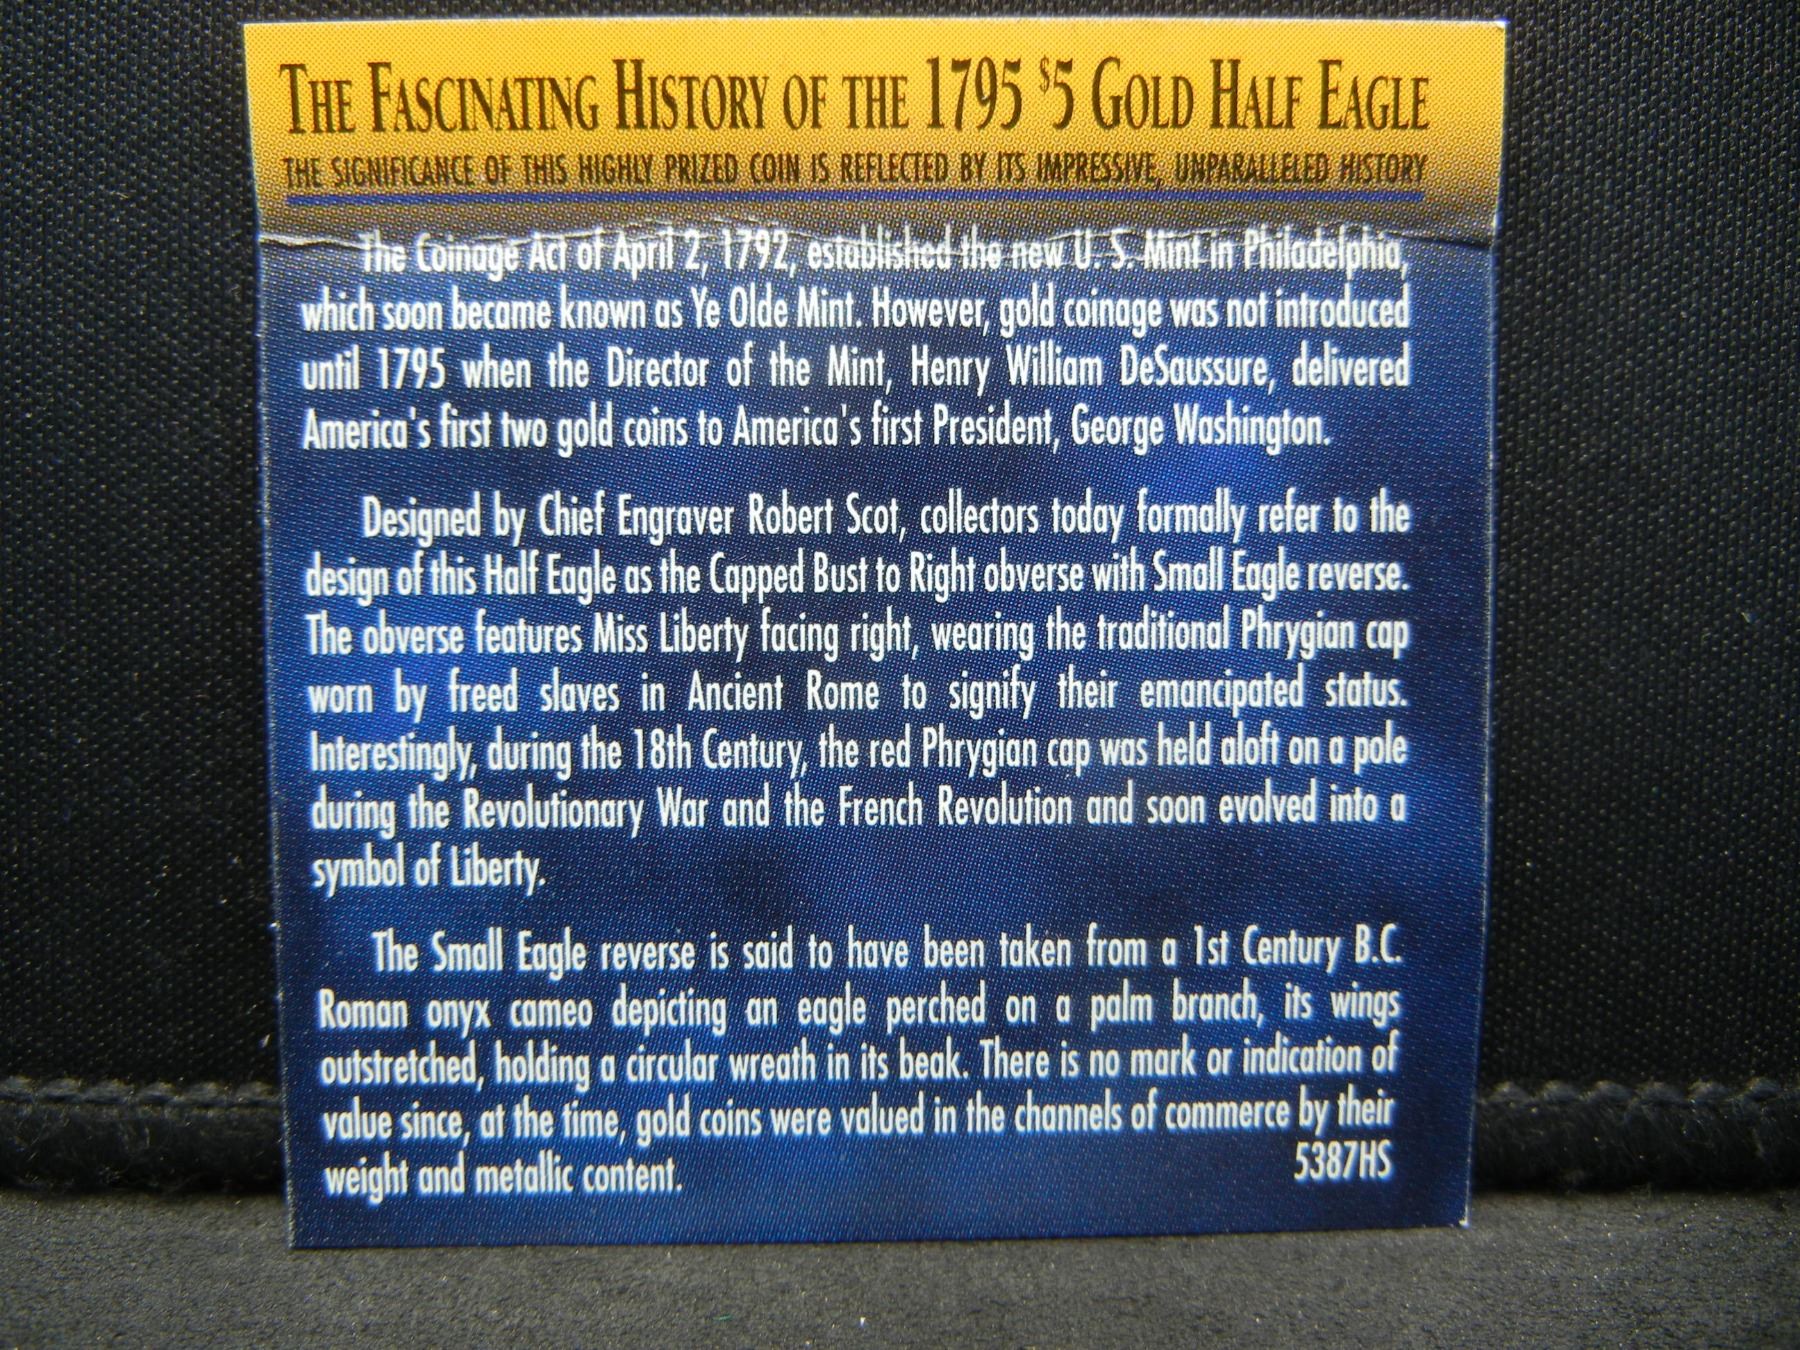 THE FASCINATING HISTORY OF THE 1795 $5 GOLD HALF EAGLE
THE SIGNIFICANCE OF THIS HIGHLY PRIZED COIN IS REFLECTED BY ITS IMPRESSIVE, UNPARALLELED HISTORY
The Coinage Act of April 2, 1792, established the new U. S. Mint in Philadelphia,
which soon became known as Ye Olde Mint. However, gold coinage was not introduced
until 1795 when the Director of the Mint, Henry William DeSaussure, delivered
America's first two gold coins to America's first President, George Washington.
Designed by Chief Engraver Robert Scot, collectors today formally refer to the
design of this Half Eagle as the Capped Bust to Right obverse with Small Eagle reverse.
The obverse features Miss Liberty facing right, wearing the traditional Phrygian cap
worn by freed slaves in Ancient Rome to signify their emancipated status.
Interestingly, during the 18th Century, the red Phrygian cap was held aloft on a pole
during the Revolutionary War and the French Revolution and soon evolved into a
symbol of Liberty.
The Small Eagle reverse is said to have been taken from a 1st Century B.C.
Roman onyx cameo depicting an eagle perched on a palm branch, its wings
outstretched, holding a circular wreath in its beak. There is no mark or indication of
value since, at the time, gold coins were valued in the channels of commerce by their
weight and metallic content.
5387HS